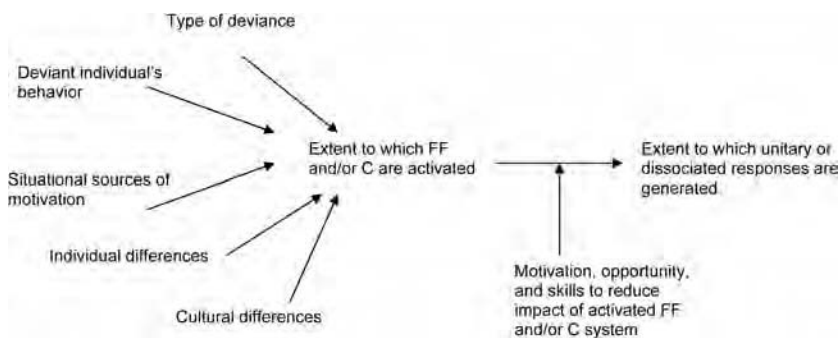 Type of deviance
Deviant individual's
behavior
Extent to which FF
and/or C are activated
Extent to which unitary or
dissociated responses are
generated
Situational sources of
motivation
Individual differences
Cultural differences
Motivation, opportunity,
and skills to reduce
impact of activated FF
and/or C system